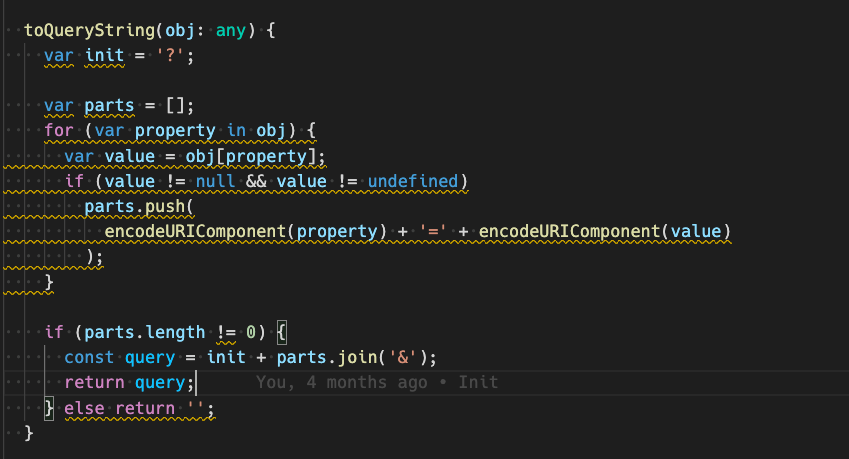 toQueryString(obj: any) {
var init = '?';
var parts = [];
for (var property in obj) {
var value = obj[property];
if (value != null && value != undefined)
parts.push(
encodeURIComponent(property) + '=' + encodeURIComponent(value)
);
}
if (parts.length != 0) {
const query = init + parts.join('&');
return query; You, 4 months ago • Init
} else return '';
}